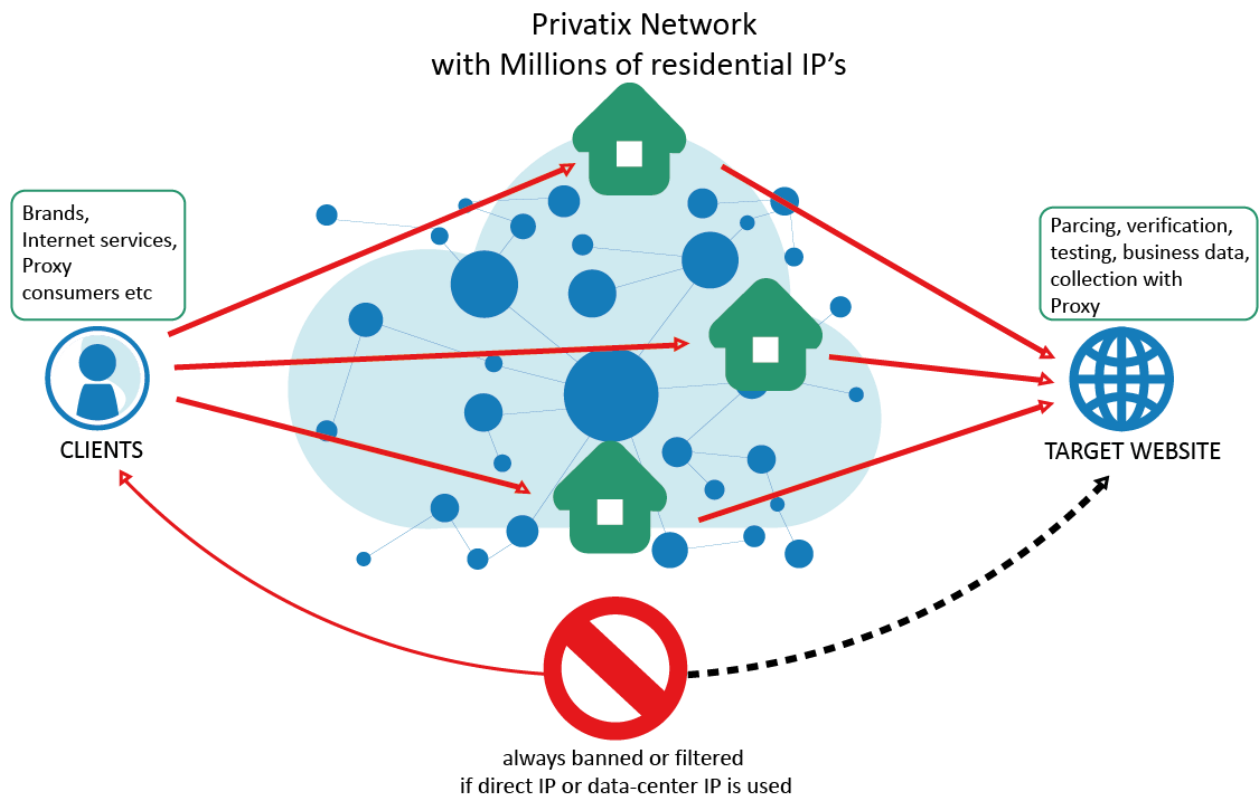 Privatix Network
with Millions of residential IP's
Brands,
Internet services,
Proxy
consumers etc
CLIENTS
Parcing, verification,
testing, business data,
collection with
Proxy
TARGET WEBSITE
always banned or filtered
if direct IP or data-center IP is used